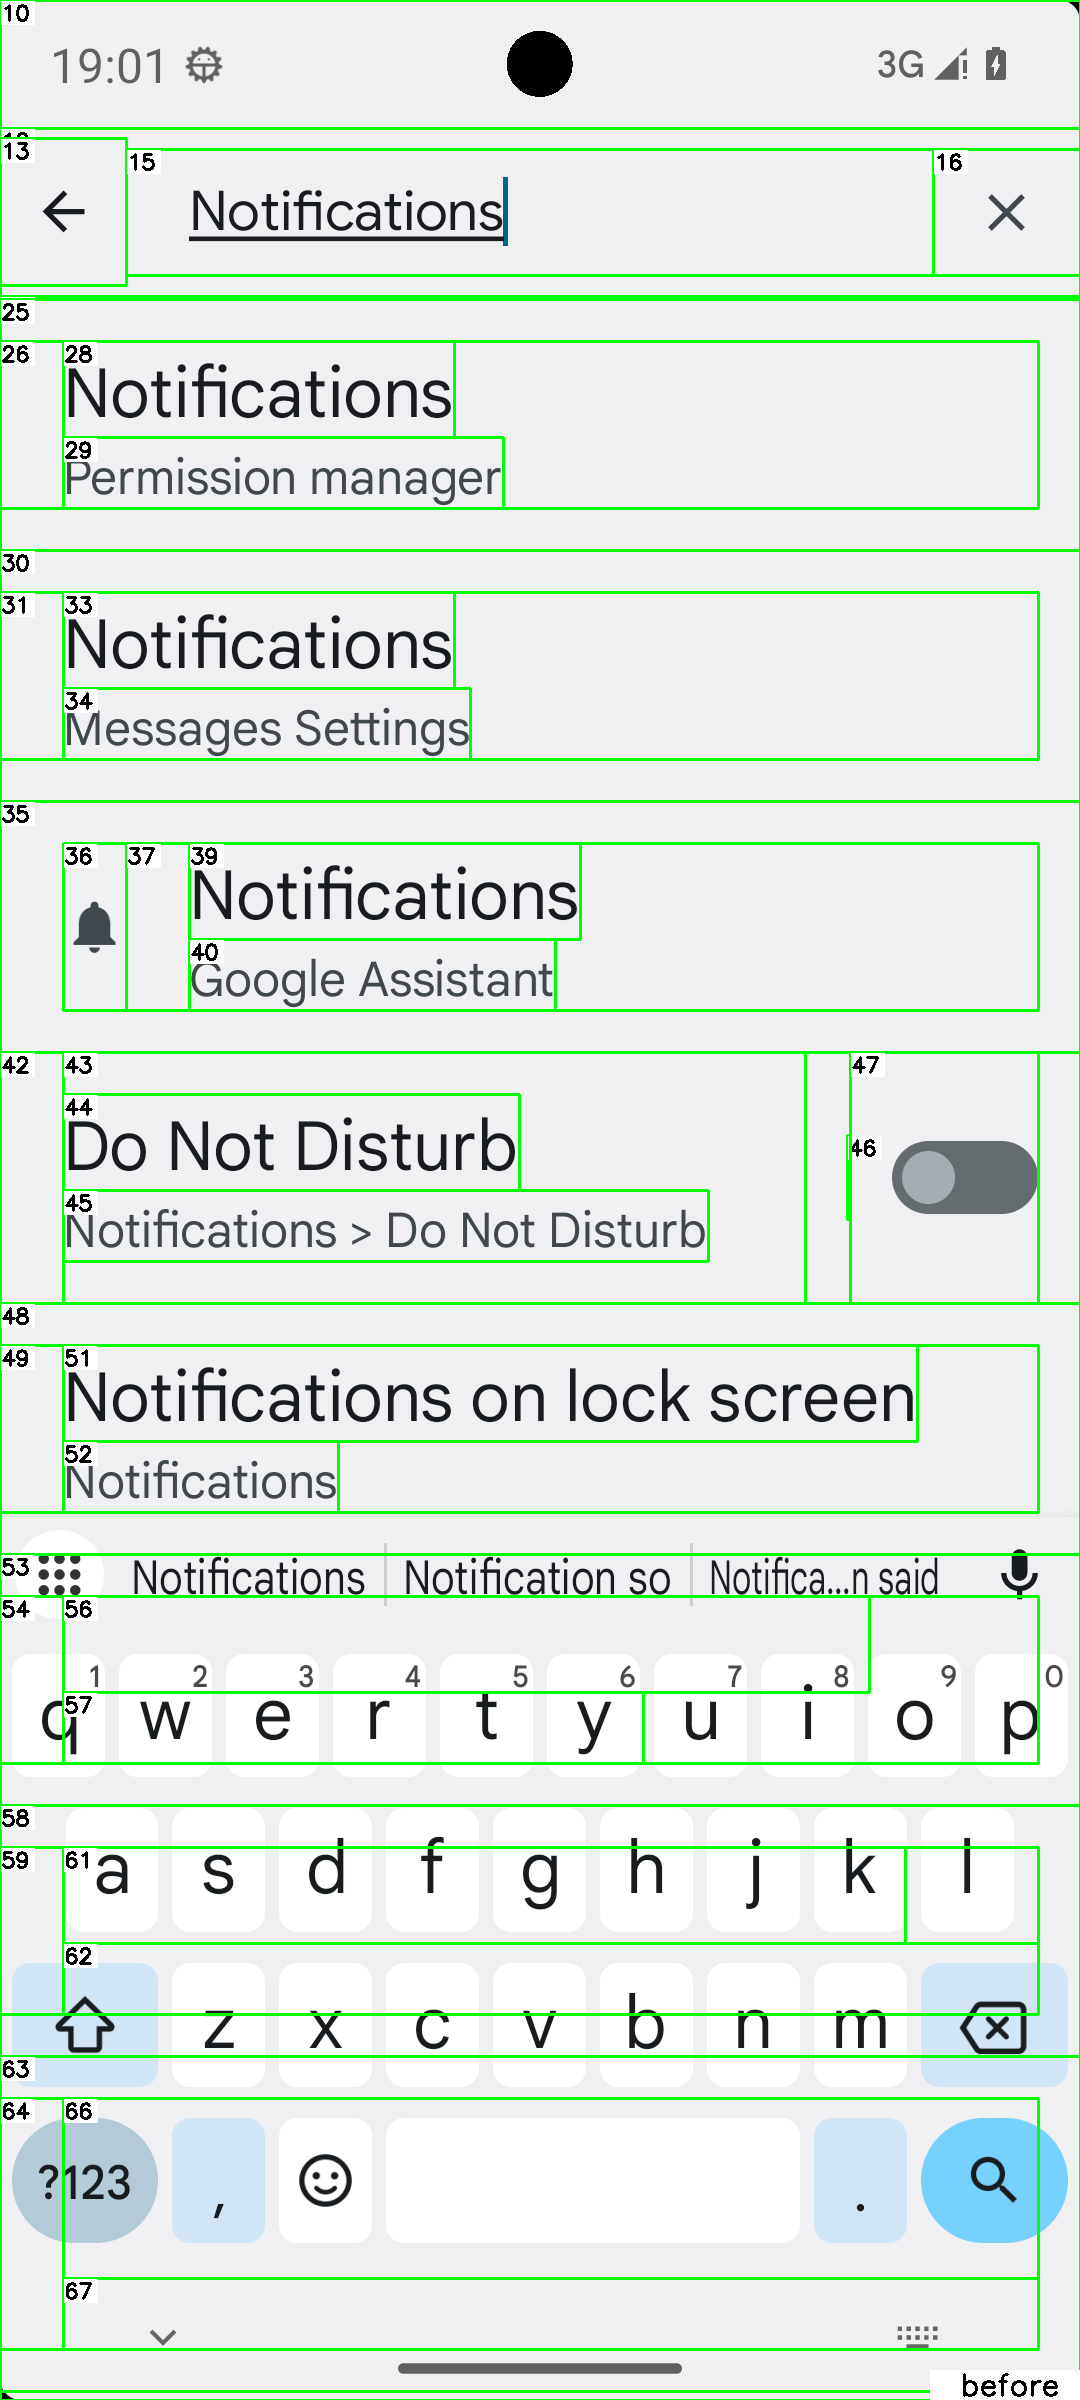 10
19:01
3G
13
15
Notifications
16
25
26
28
Notifications
29
Permission manager
30
31
33
Notifications
34
Messages Settings
35
36
37
39
Notifications
40
Google Assistant
42
43
47
44
Do Not Disturb
46
45
Notifications > Do Not Disturb
48
49
51
Notifications on lock screen
52
Notifications
53
Notifications
Notification so
Notifica...n said
54
56
1 2 3 4 5 6 7 8 9 0
57
q w e r t y u i o p
58
59
61
a s d f g h j k l
62
z x c v b n m
63
64
66
?123 , .
67
before